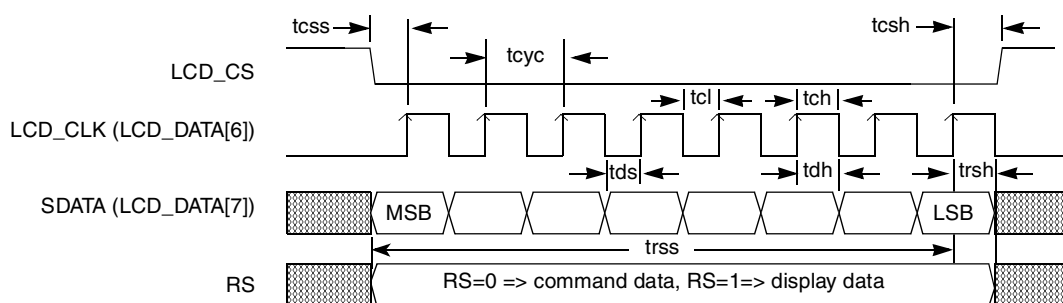 tcss
tcsh
tcyc
LCD_CS
tcl
tch
LCD_CLK (LCD_DATA[6])
tds
tdh
trsh
SDATA (LCD_DATA[7])
MSB
LSB
trss
RS
RS=0 => command data, RS=1=> display data